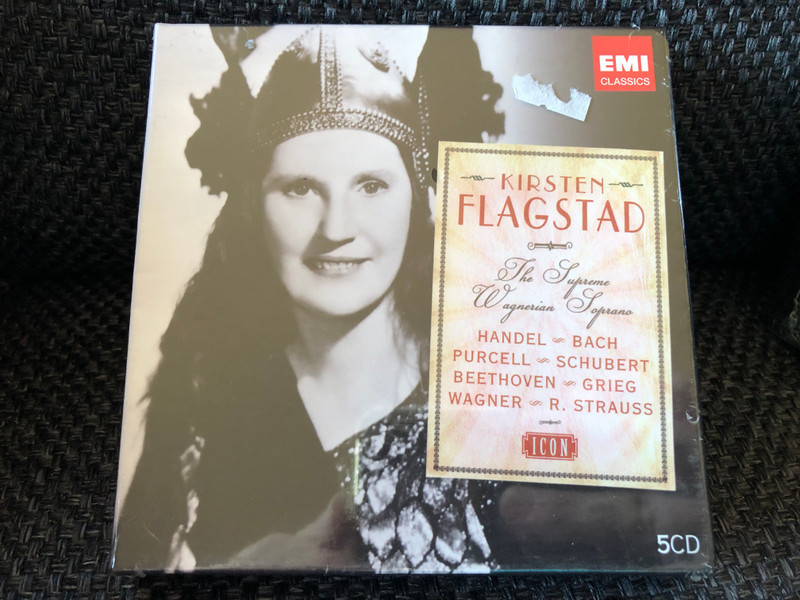 EMI
CLASSICS
KIRSTEN
FLAGSTAD
The Supreme
Wagnerian Soprano
HANDEL ~ BACH
PURCELL ~ SCHUBERT
BEETHOVEN ~ GRIEG
WAGNER ~ R. STRAUSS
ICON
5CD